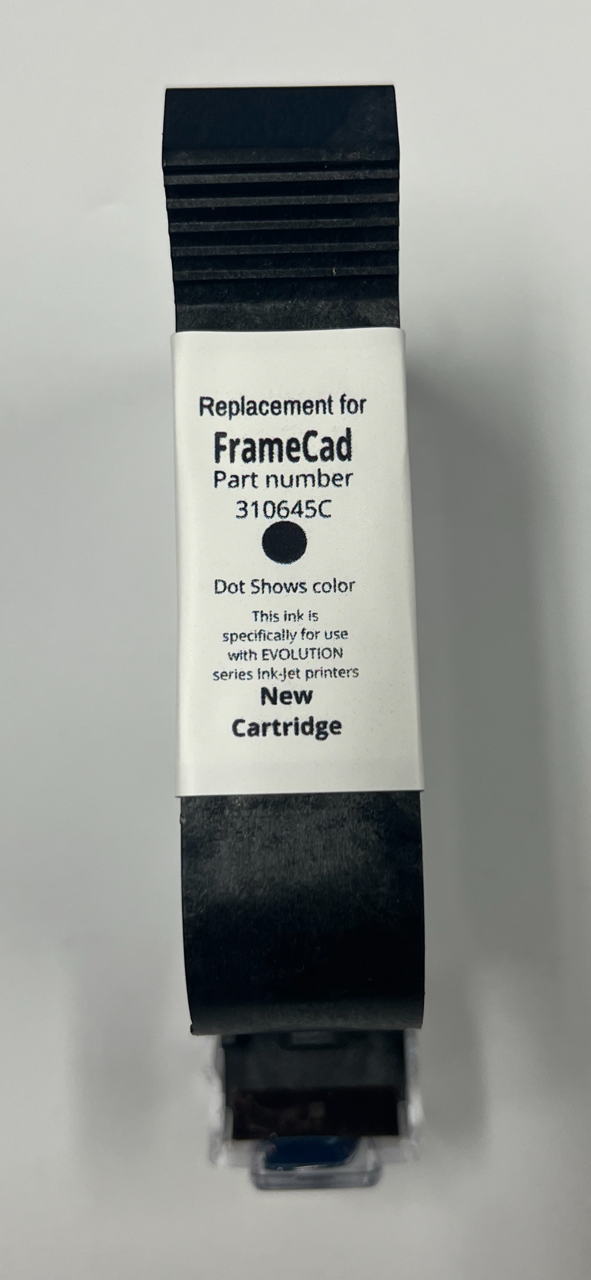 Replacement for
FrameCad
Part number
310645C
Dot Shows color
This ink is
specifically for use
with EVOLUTION
series Ink-Jet printers
New
Cartridge